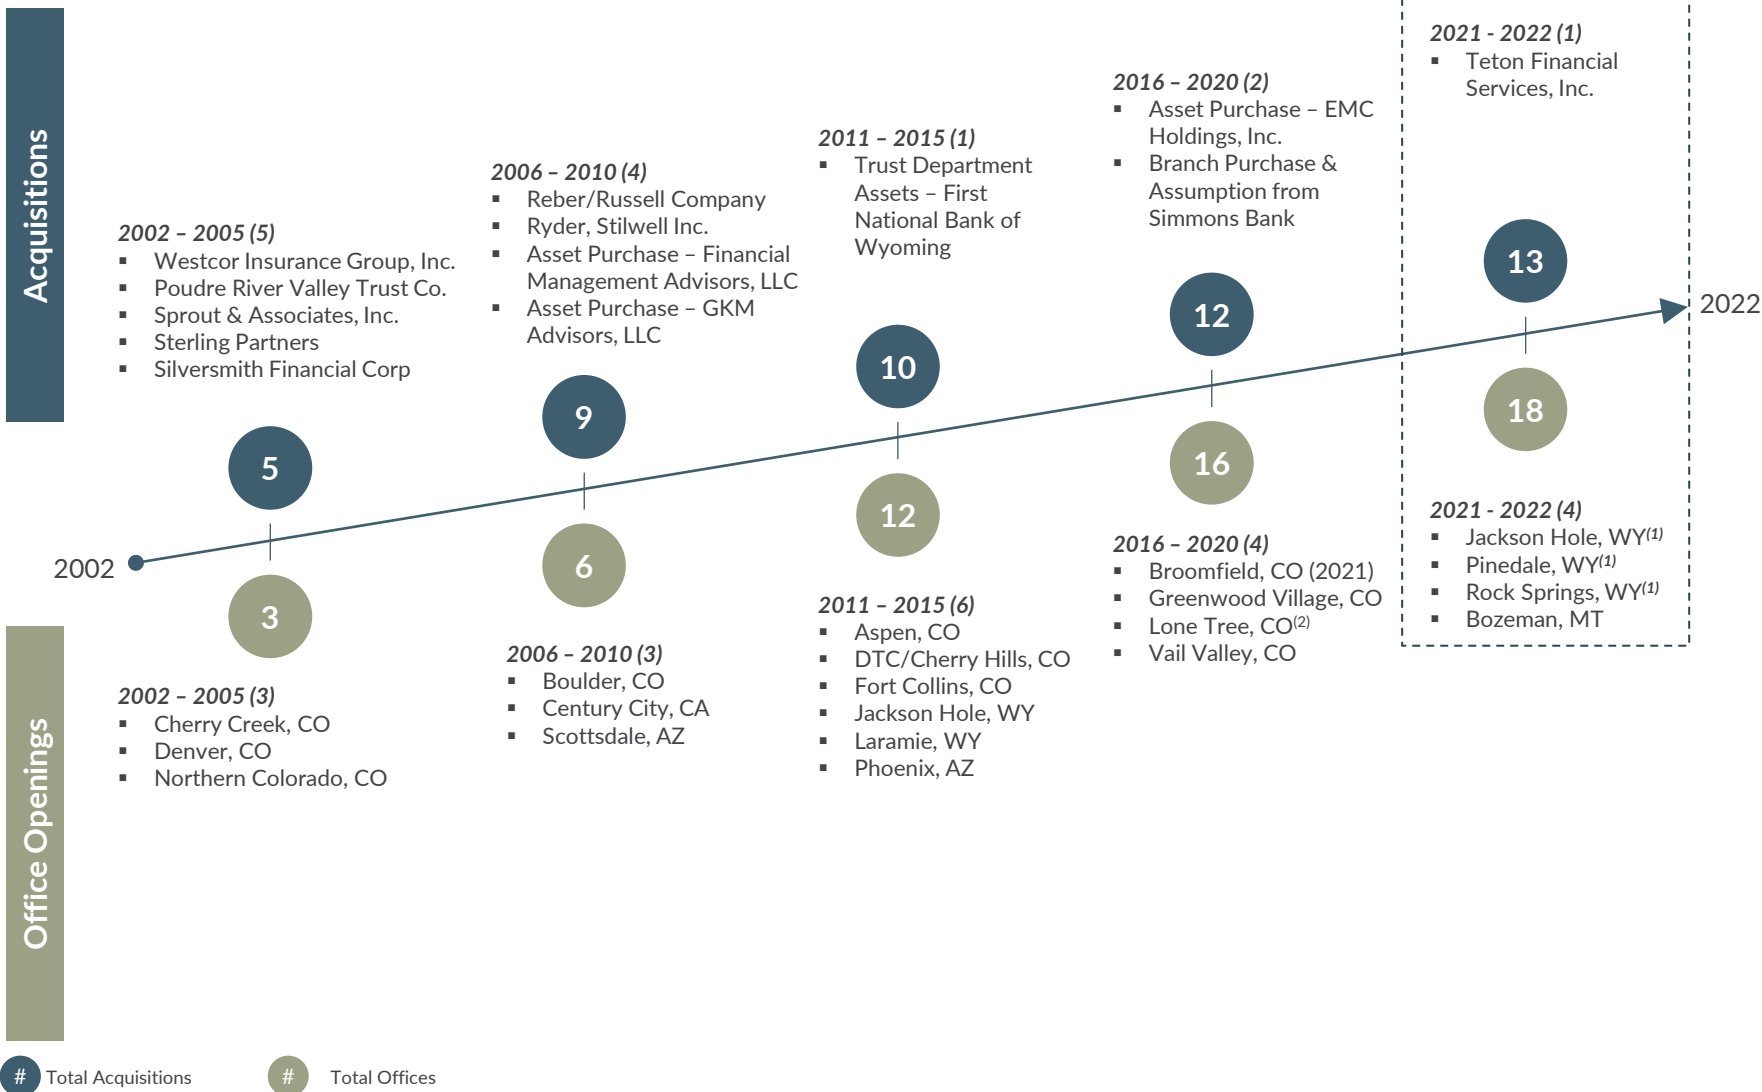 Acquisitions
2002 – 2005 (5)
▪ Westcor Insurance Group, Inc.
▪ Poudre River Valley Trust Co.
▪ Sprout & Associates, Inc.
▪ Sterling Partners
▪ Silversmith Financial Corp
2006 – 2010 (4)
▪ Reber/Russell Company
▪ Ryder, Stilwell Inc.
▪ Asset Purchase – Financial
Management Advisors, LLC
▪ Asset Purchase – GKM
Advisors, LLC
2011 – 2015 (1)
▪ Trust Department
Assets – First
National Bank of
Wyoming
2016 – 2020 (2)
▪ Asset Purchase – EMC
Holdings, Inc.
▪ Branch Purchase &
Assumption from
Simmons Bank
2021 - 2022 (1)
▪ Teton Financial
Services, Inc.
5
9
10
12
13
2002
2022
3
6
12
16
18
Office Openings
2002 – 2005 (3)
▪ Cherry Creek, CO
▪ Denver, CO
▪ Northern Colorado, CO
2006 – 2010 (3)
▪ Boulder, CO
▪ Century City, CA
▪ Scottsdale, AZ
2011 – 2015 (6)
▪ Aspen, CO
▪ DTC/Cherry Hills, CO
▪ Fort Collins, CO
▪ Jackson Hole, WY
▪ Laramie, WY
▪ Phoenix, AZ
2016 – 2020 (4)
▪ Broomfield, CO (2021)
▪ Greenwood Village, CO
▪ Lone Tree, CO(2)
▪ Vail Valley, CO
2021 - 2022 (4)
▪ Jackson Hole, WY(1)
▪ Pinedale, WY(1)
▪ Rock Springs, WY(1)
▪ Bozeman, MT
# Total Acquisitions
# Total Offices